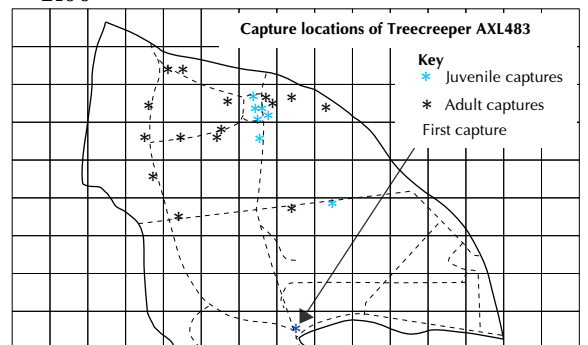 Capture locations of Treecreeper AXL483
Key
* Juvenile captures
* Adult captures
First capture